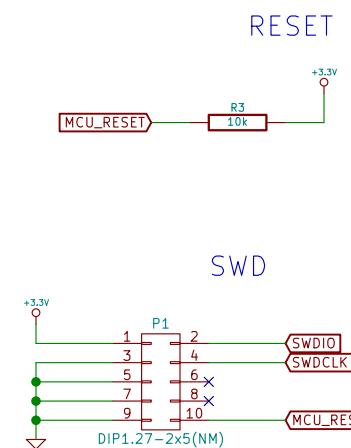 RESET
+3.3V
R3
MCU_RESET
10k
SWD
+3.3V
P1
1 2 SWDIO
3 4 SWDCLK
5 6
7 8
9 10 MCU_RES
DIP1.27-2x5(NM)